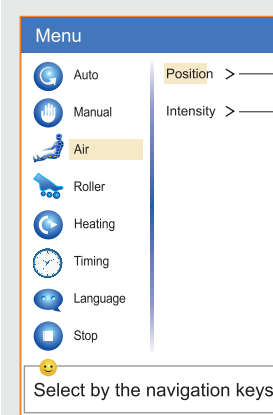 Menu
Auto
Position >
Manual
Intensity >
Air
Roller
Heating
Timing
Language
Stop
Select by the navigation keys